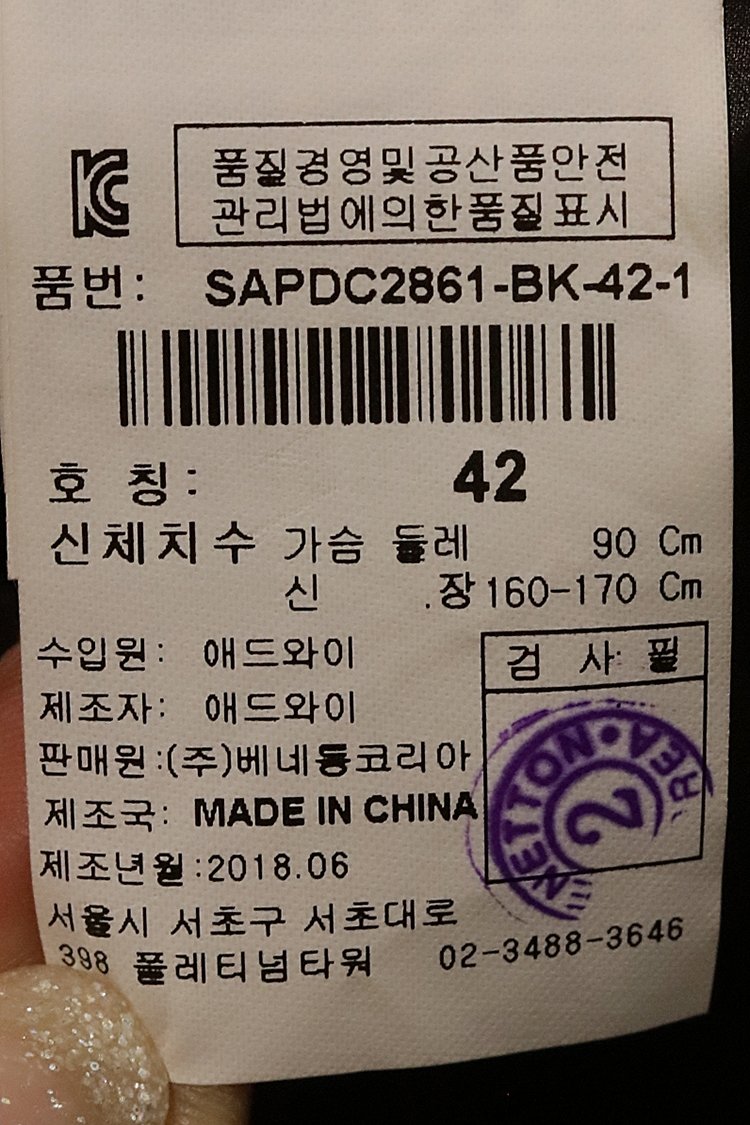 KC
품질경영및공산품안전
관리법에의한품질표시
품번: SAPDC2861-BK-42-1
호 칭: 42
신체치수 가슴 둘레 90 Cm
신 .장 160-170 Cm
수입원: 애드와이
제조자: 애드와이
판매원:(주)베네통코리아
제조국: MADE IN CHINA
제조년월:2018.06
서울시 서초구 서초대로
398 플래티넘타워 02-3488-3646
검 사 필
NETTON • 2